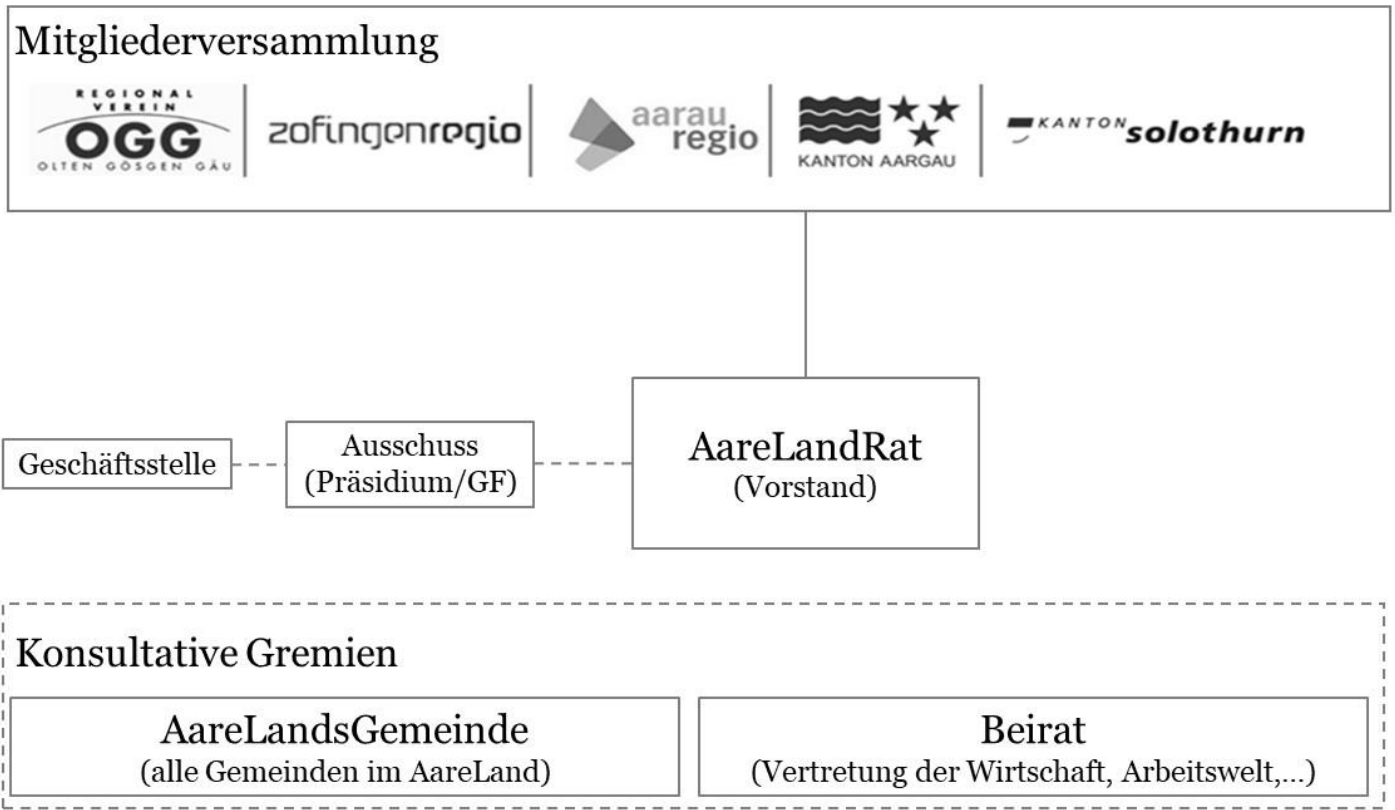 Mitgliederversammlung
REGIONAL
VEREIN
OGG
OLTEN GÖSGEN GÄU
zofingenregio
aarau
regio
KANTON AARGAU
KANTON solothurn
Geschäftsstelle
Ausschuss
(Präsidium/GF)
AareLandRat
(Vorstand)
Konsultative Gremien
AareLandsGemeinde
(alle Gemeinden im AareLand)
Beirat
(Vertretung der Wirtschaft, Arbeitswelt,...)